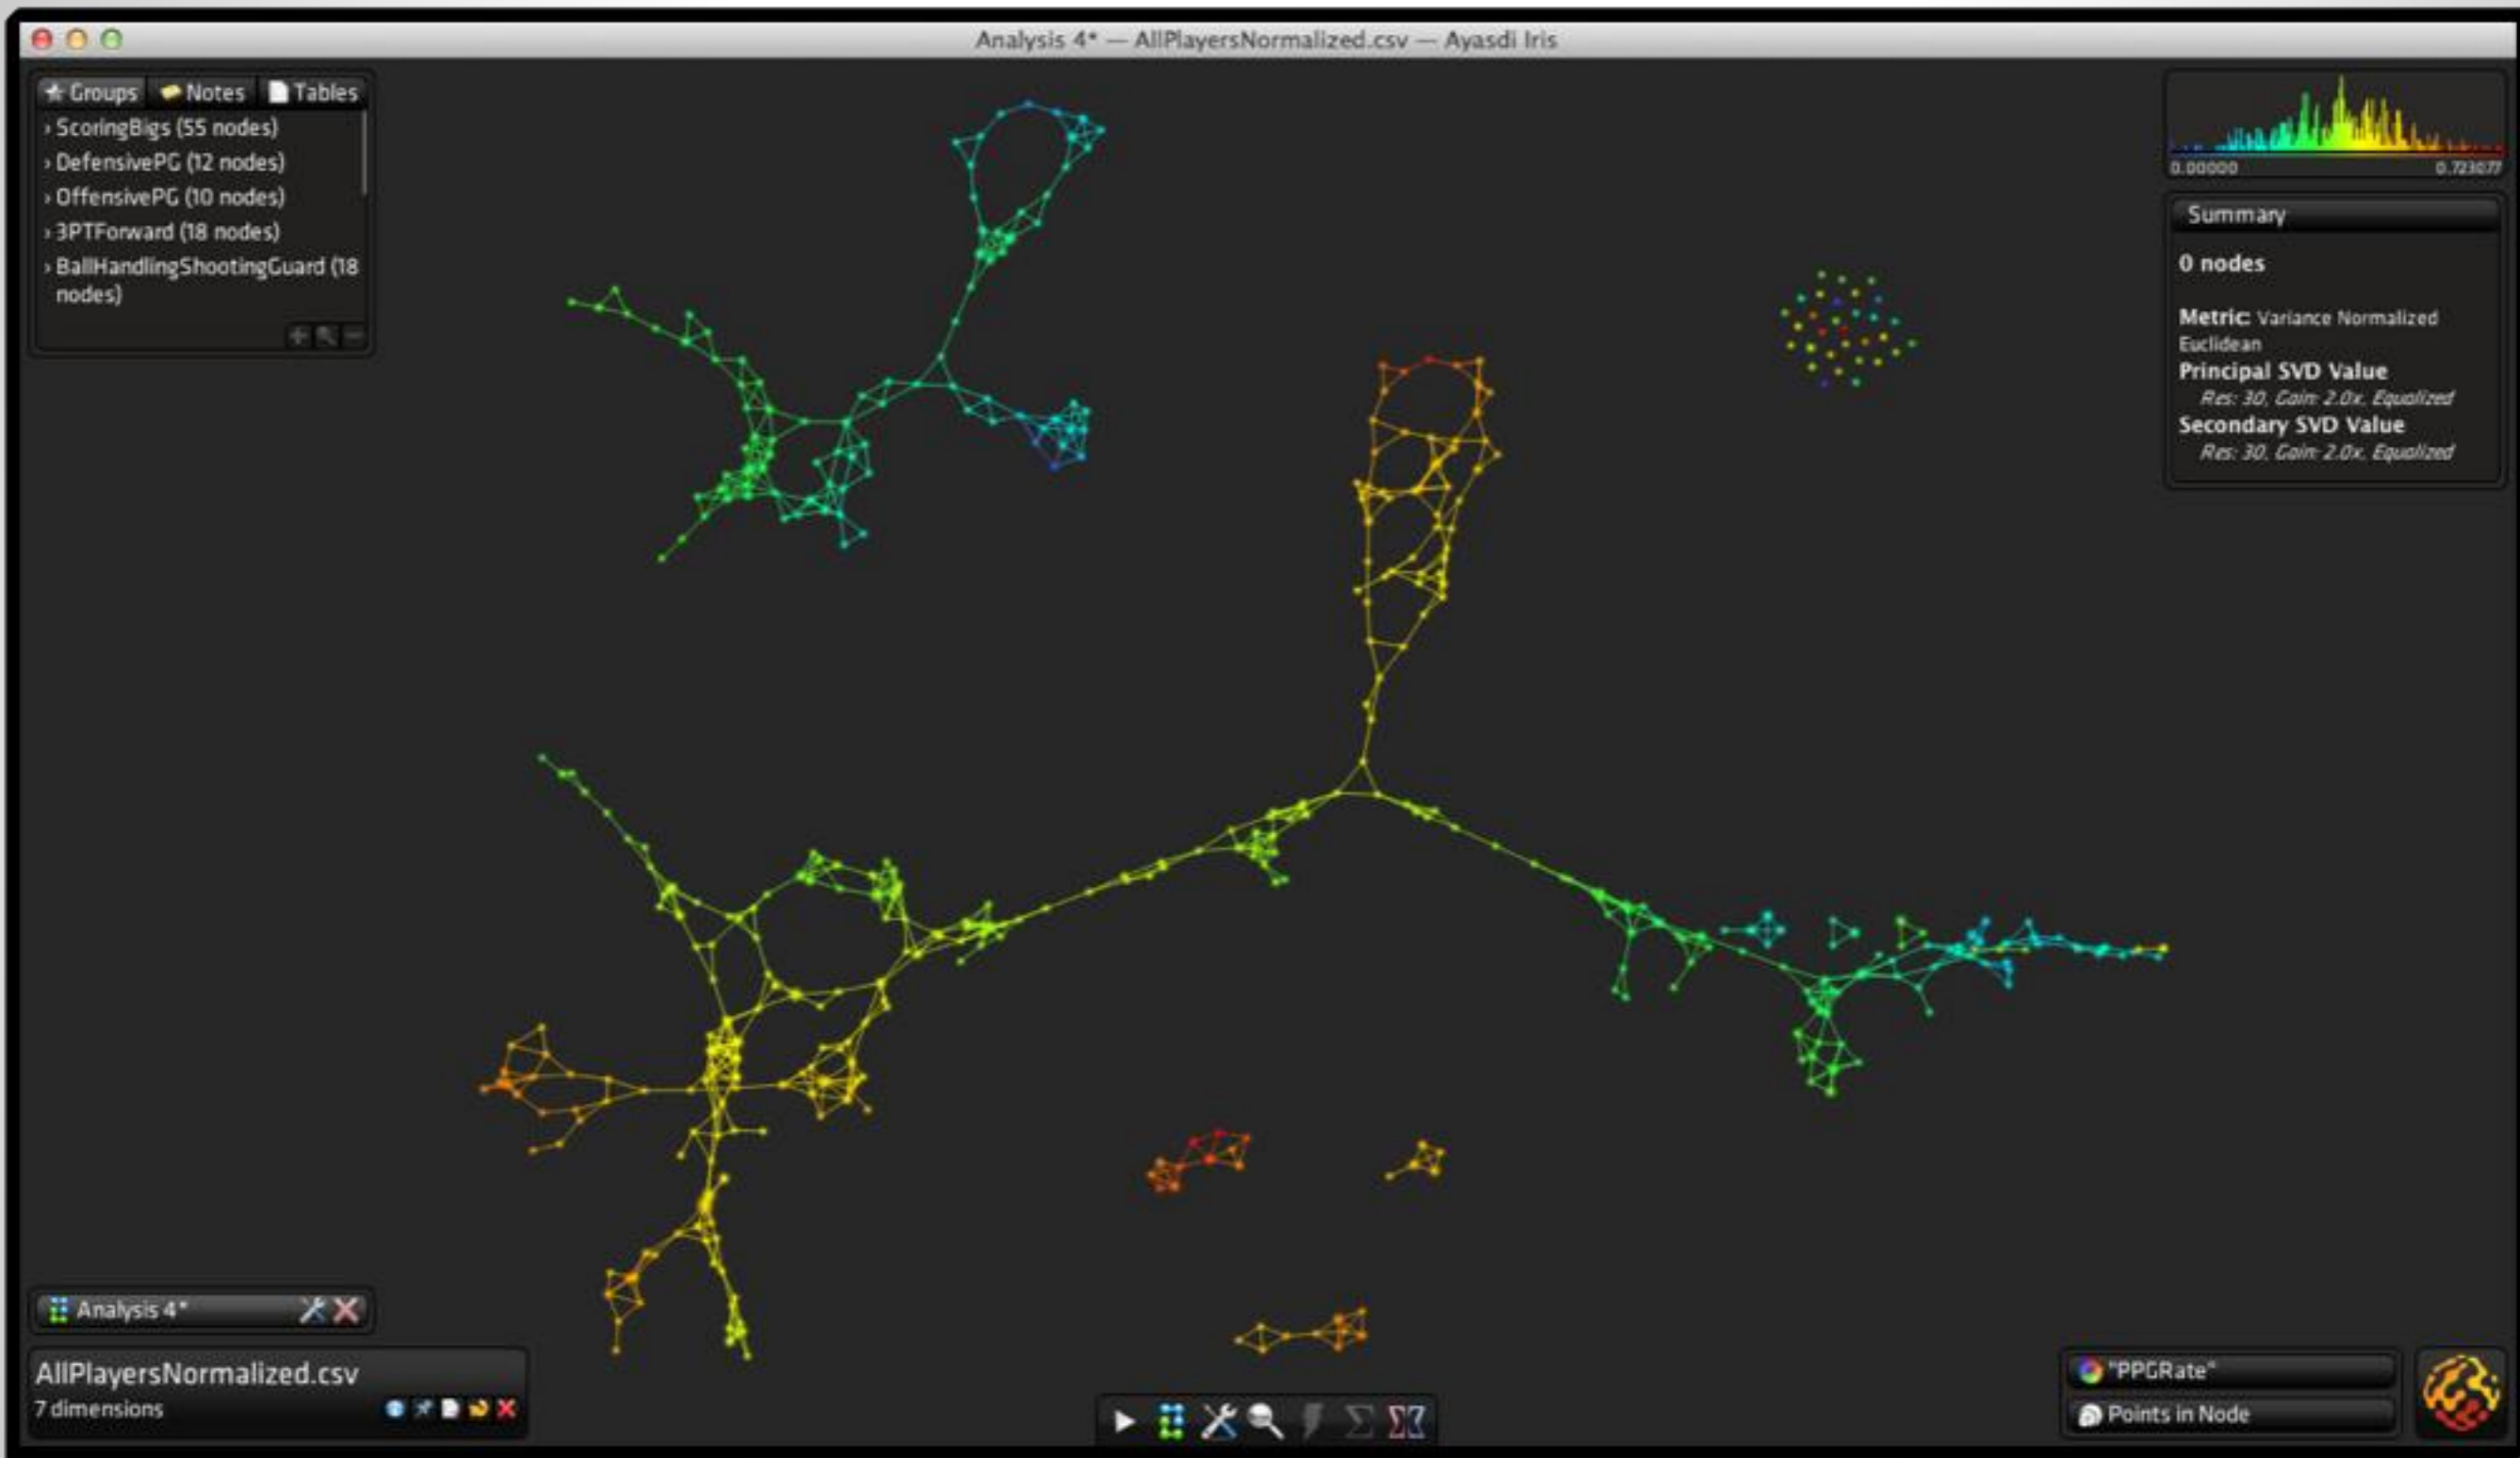 Analysis 4* — AllPlayersNormalized.csv — Ayasdi Iris
Groups Notes Tables
› ScoringBigs (55 nodes)
› DefensivePG (12 nodes)
› OffensivePG (10 nodes)
› 3PTForward (18 nodes)
› BallHandlingShootingGuard (18
nodes)
0.00000 0.723077
Summary
0 nodes
Metric: Variance Normalized
Euclidean
Principal SVD Value
Res: 30, Gain: 2.0x, Equalized
Secondary SVD Value
Res: 30, Gain: 2.0x, Equalized
Analysis 4*
AllPlayersNormalized.csv
7 dimensions
"PPGRate"
Points in Node